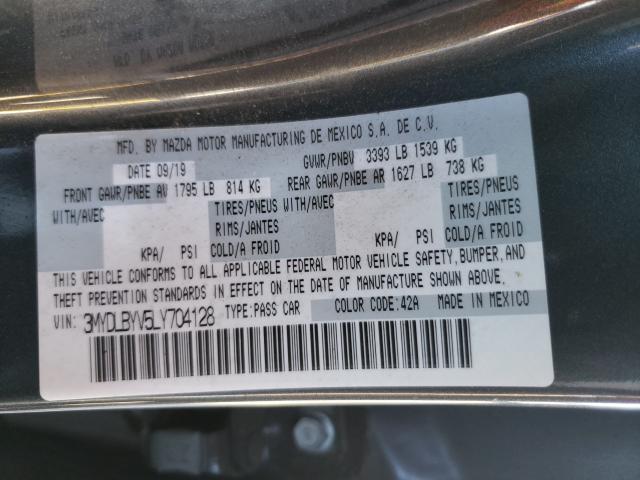 MFD. BY MAZDA MOTOR MANUFACTURING DE MEXICO S.A. DE C.V.
DATE 09/19 GVWR/PNBV 3393 LB 1539 KG
FRONT GAWR/PNBE AV 1795 LB 814 KG REAR GAWR/PNBE AR 1627 LB 738 KG
WITH/AVEC TIRES/PNEUS WITH/AVEC TIRES/PNEUS
RIMS/JANTES RIMS/JANTES
KPA/ PSI COLD/A FROID KPA/ PSI COLD/A FROID
THIS VEHICLE CONFORMS TO ALL APPLICABLE FEDERAL MOTOR VEHICLE SAFETY, BUMPER, AND
THEFT PREVENTION STANDARDS IN EFFECT ON THE DATE OF MANUFACTURE SHOWN ABOVE.
VIN: 3MYDLBYV5LY704128 TYPE:PASS CAR COLOR CODE:42A MADE IN MEXICO